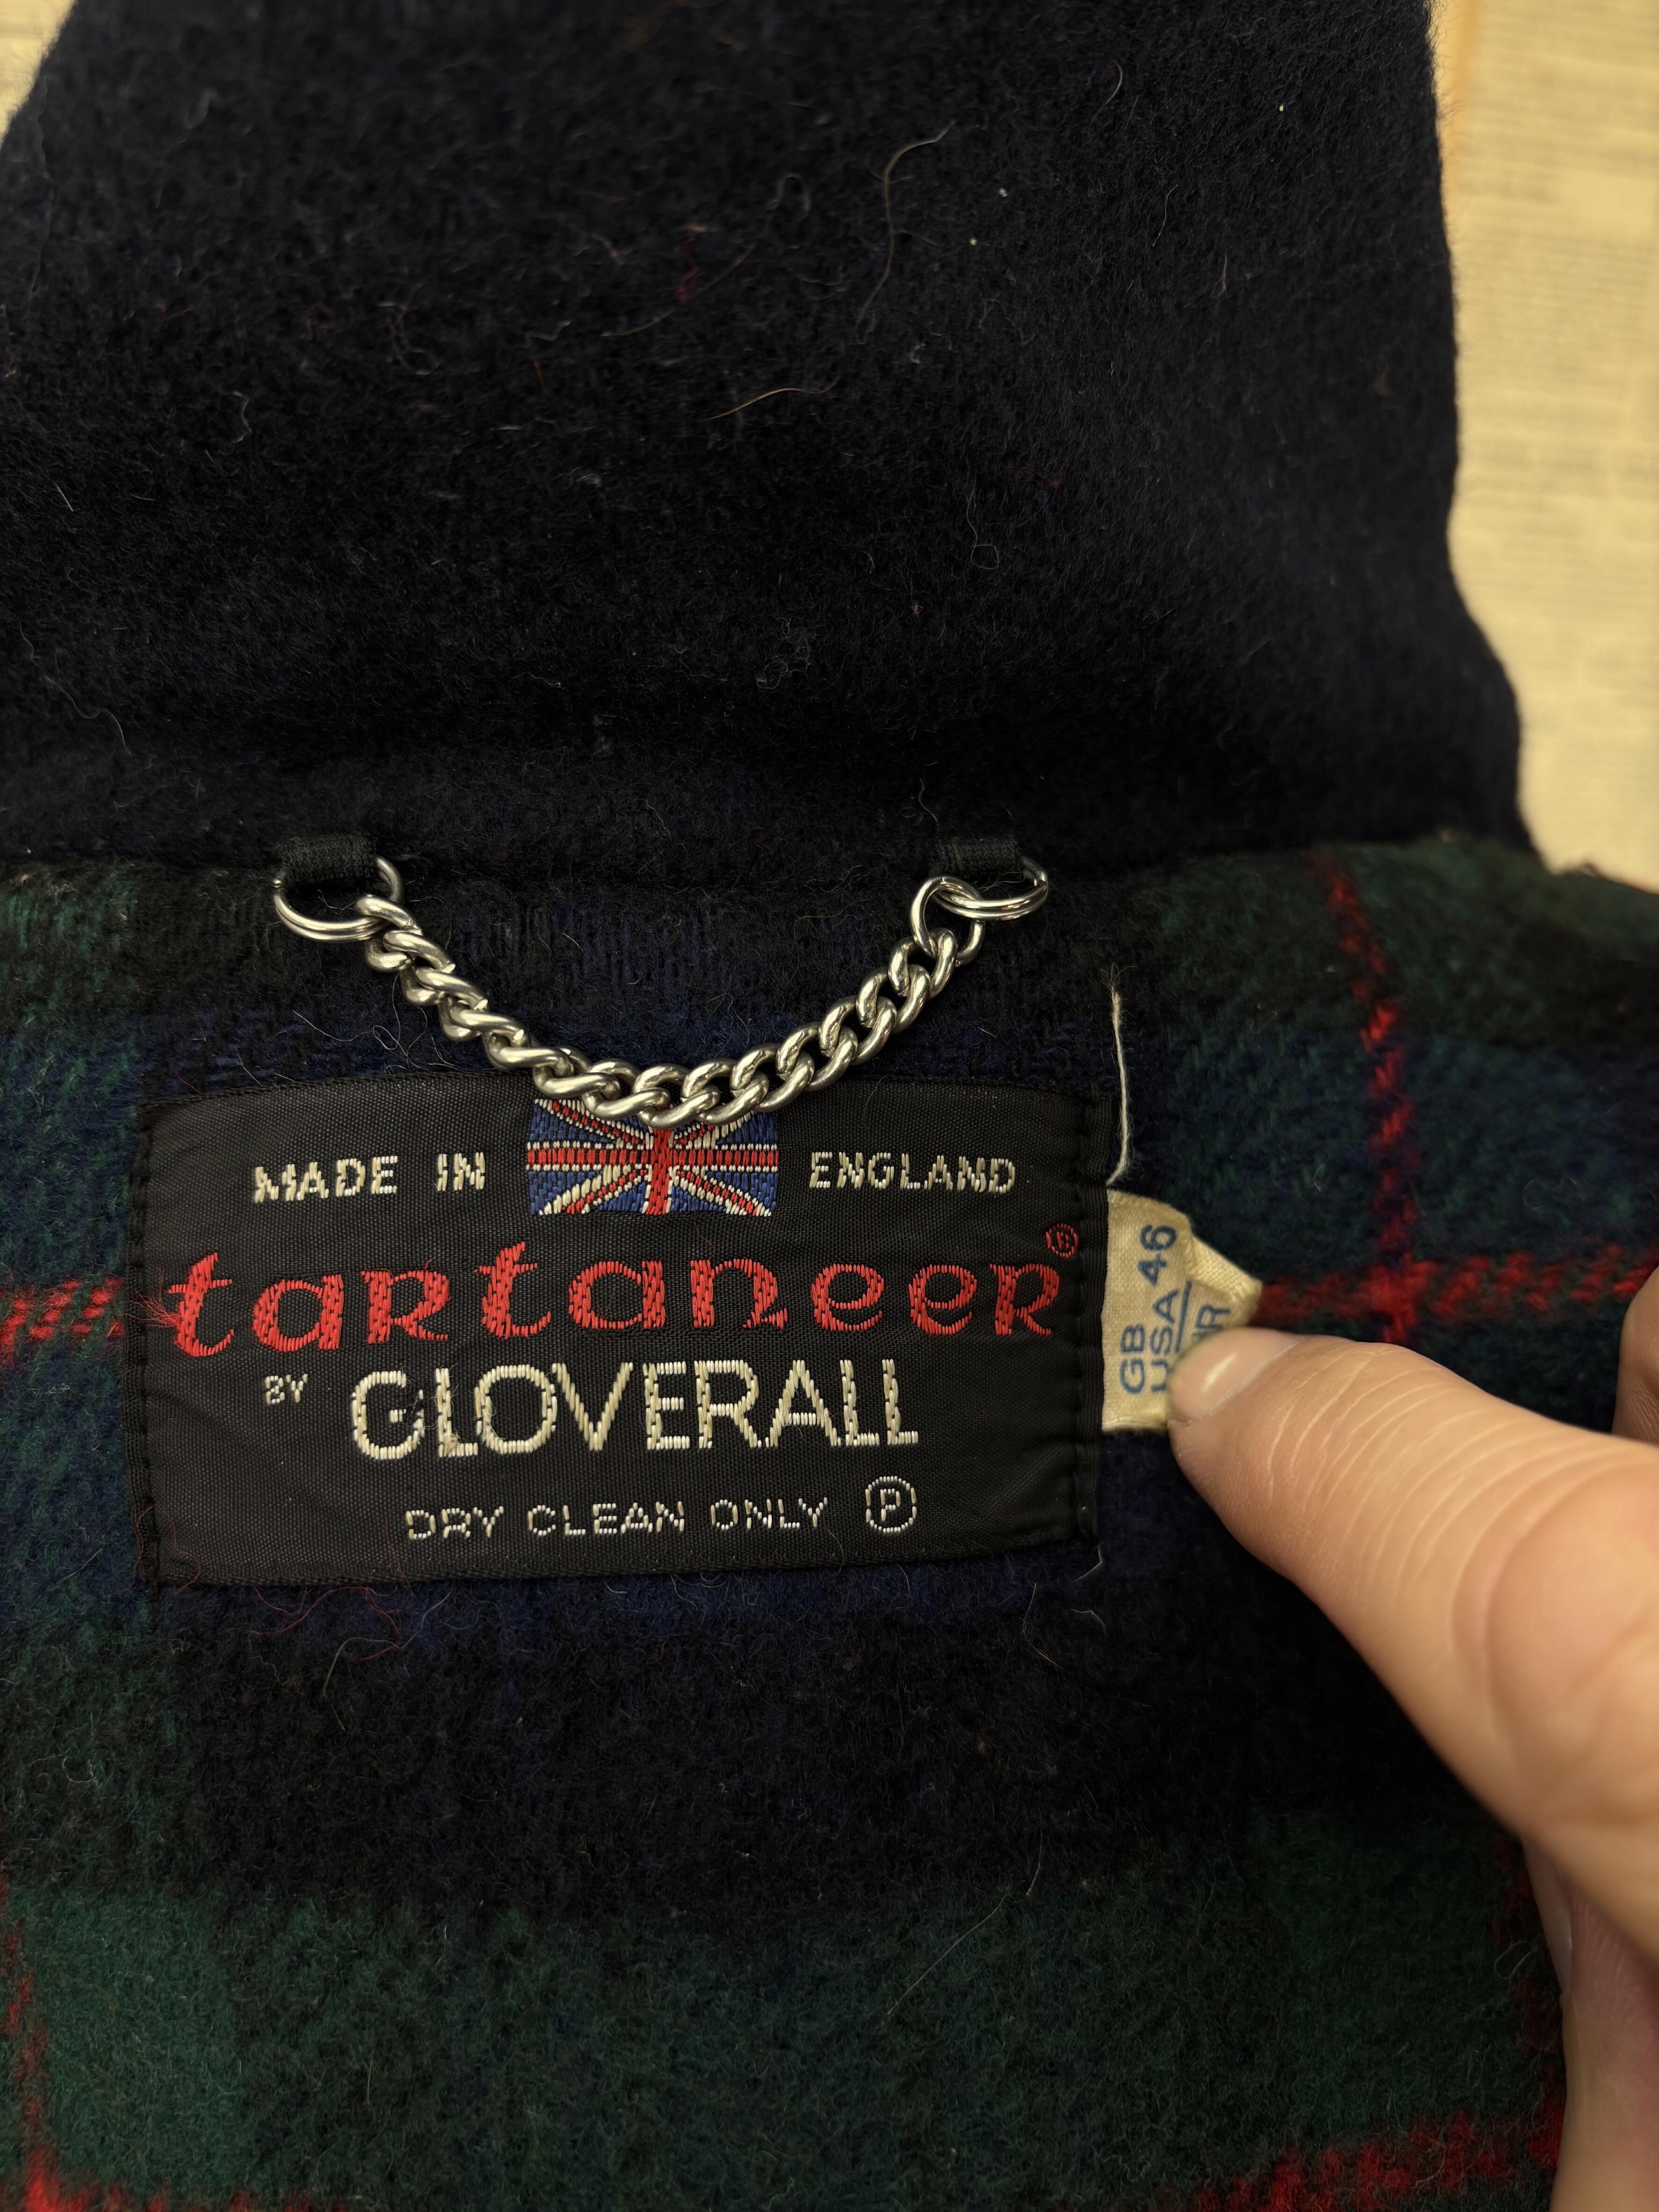 MADE IN ENGLAND
tartaneer®
BY GLOVERALL
DRY CLEAN ONLY Ⓟ
GB
USA 46